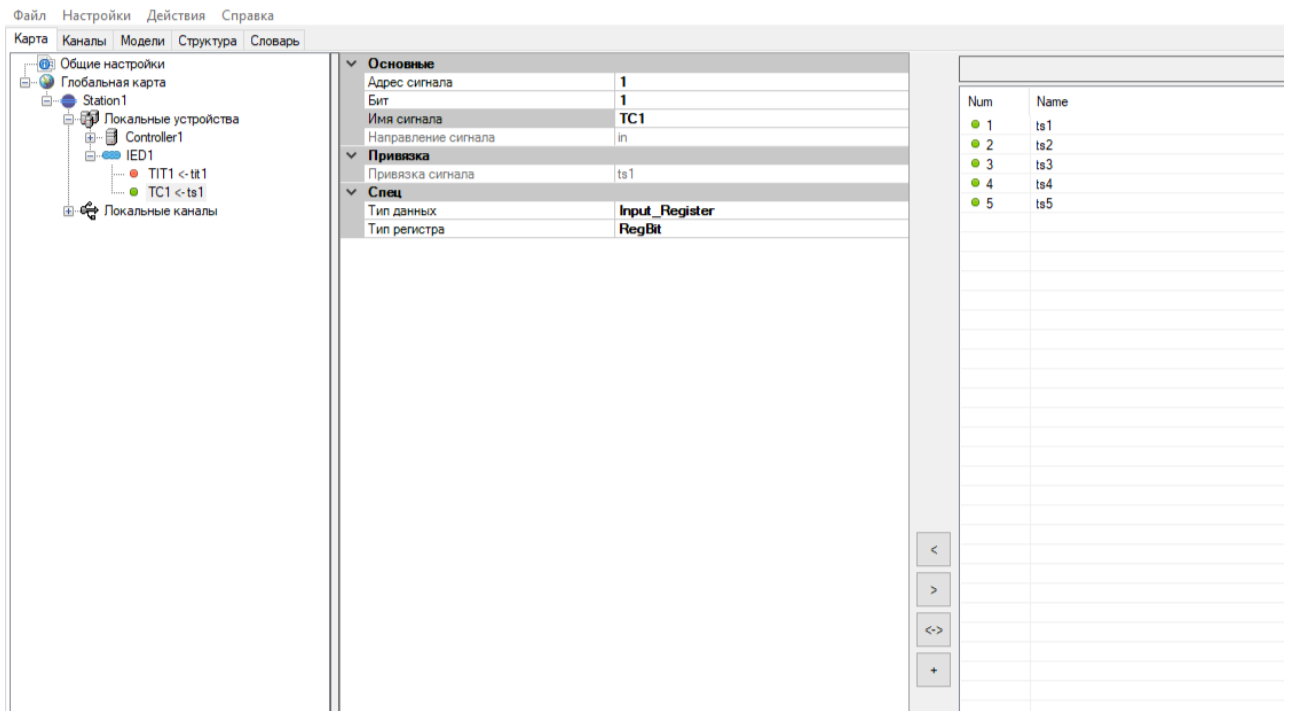 Файл Настройки Действия Справка
Карта Каналы Модели Структура Словарь
Общие настройки
Глобальная карта
Station1
Локальные устройства
Controller1
IED1
TIT1 <-tit1
TC1 <-ts1
Локальные каналы
Основные
Адрес сигнала 1
Бит 1
Имя сигнала TC1
Направление сигнала in
Привязка
Привязка сигнала ts1
Спец
Тип данных Input_Register
Тип регистра RegBit
<
>
<->
+
Num Name
1 ts1
2 ts2
3 ts3
4 ts4
5 ts5